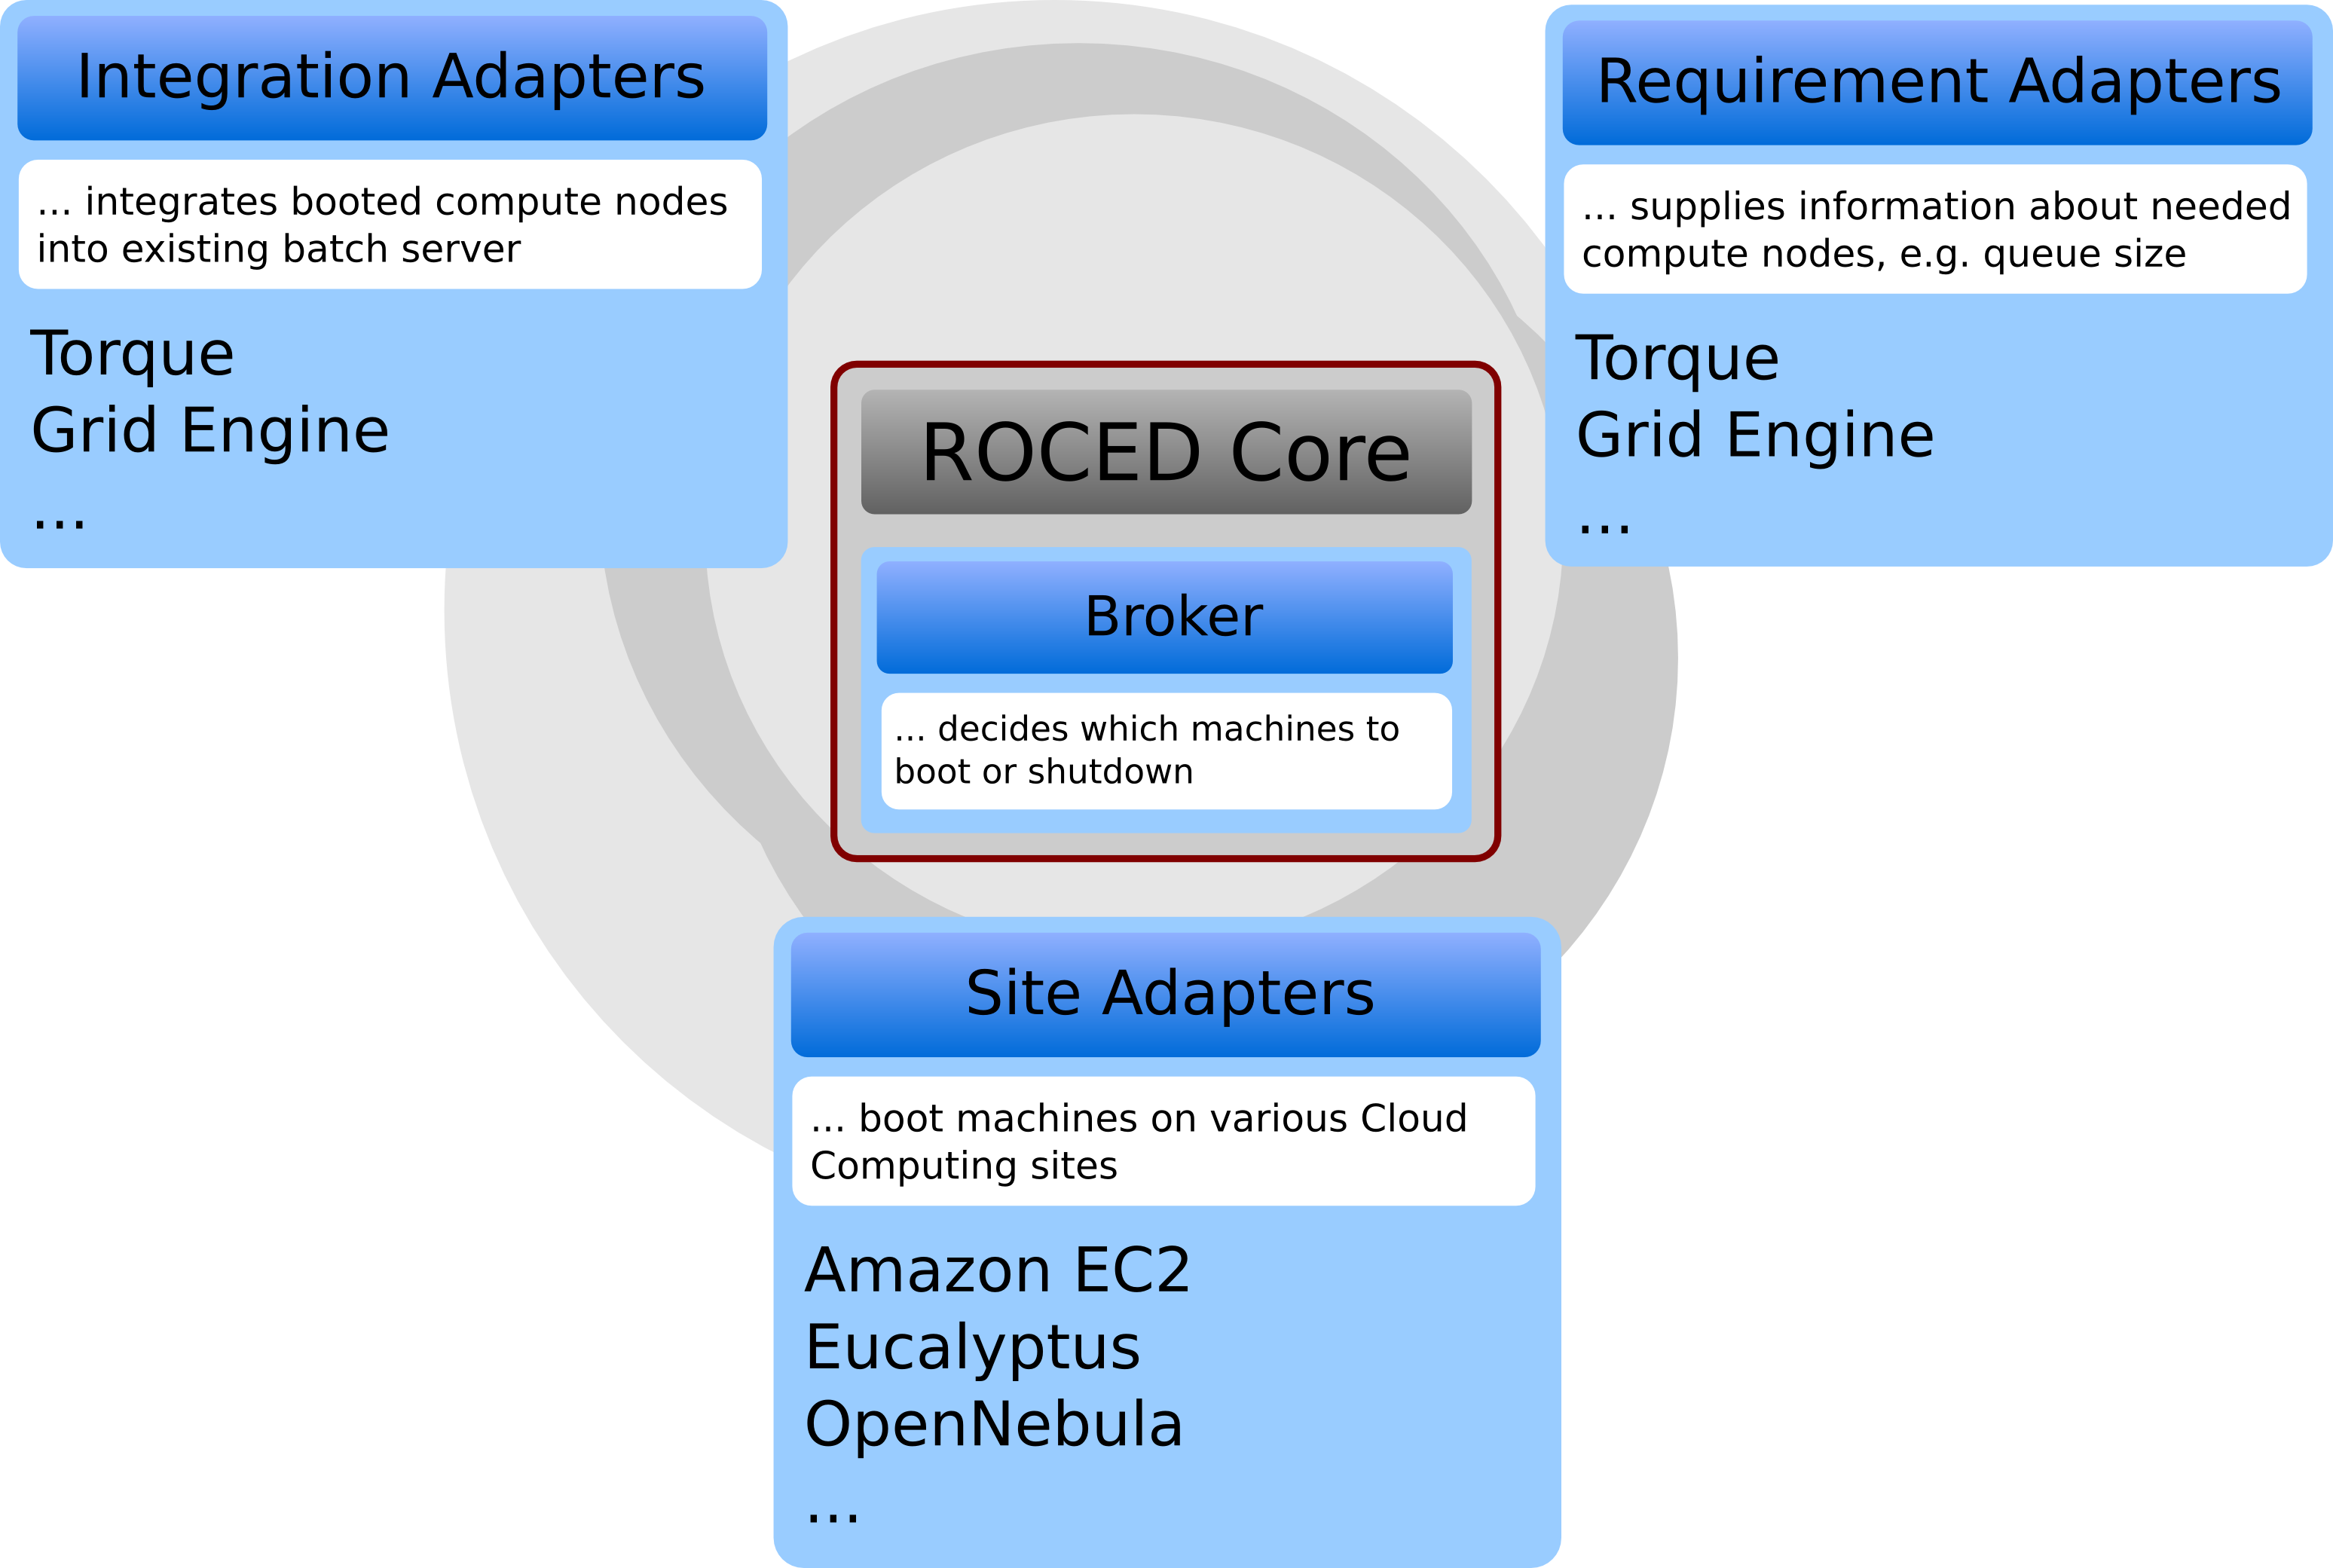 Integration Adapters
... integrates booted compute nodes
into existing batch server
Torque
Grid Engine
...
Requirement Adapters
... supplies information about needed
compute nodes, e.g. queue size
Torque
Grid Engine
...
ROCED Core
Broker
... decides which machines to
boot or shutdown
Site Adapters
... boot machines on various Cloud
Computing sites
Amazon EC2
Eucalyptus
OpenNebula
...